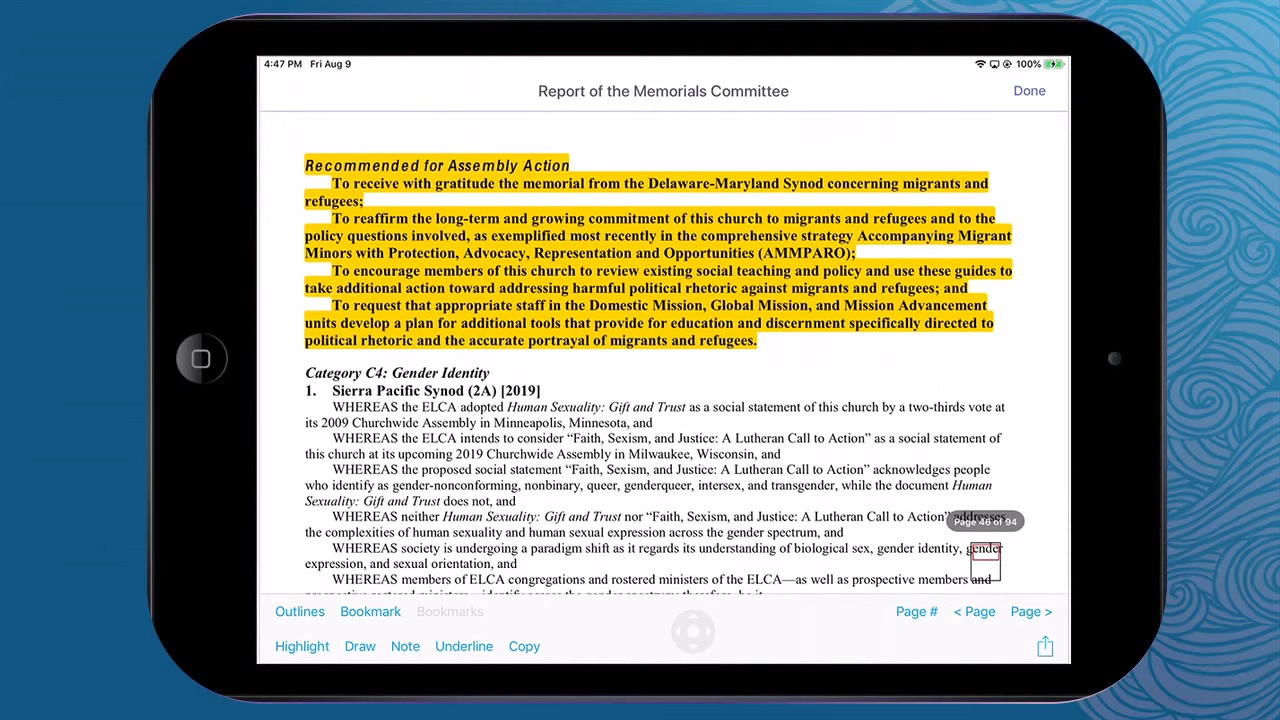 4:47 PM Fri Aug 9
100%
Report of the Memorials Committee
Done
Recommended for Assembly Action
To receive with gratitude the memorial from the Delaware-Maryland Synod concerning migrants and
refugees;
To reaffirm the long-term and growing commitment of this church to migrants and refugees and to the
policy questions involved, as exemplified most recently in the comprehensive strategy Accompanying Migrant
Minors with Protection, Advocacy, Representation and Opportunities (AMMPARO);
To encourage members of this church to review existing social teaching and policy and use these guides to
take additional action toward addressing harmful political rhetoric against migrants and refugees; and
To request that appropriate staff in the Domestic Mission, Global Mission, and Mission Advancement
units develop a plan for additional tools that provide for education and discernment specifically directed to
political rhetoric and the accurate portrayal of migrants and refugees.
Category C4: Gender Identity
1. Sierra Pacific Synod (2A) [2019]
WHEREAS the ELCA adopted Human Sexuality: Gift and Trust as a social statement of this church by a two-thirds vote at
its 2009 Churchwide Assembly in Minneapolis, Minnesota, and
WHEREAS the ELCA intends to consider “Faith, Sexism, and Justice: A Lutheran Call to Action” as a social statement of
this church at its upcoming 2019 Churchwide Assembly in Milwaukee, Wisconsin, and
WHEREAS the proposed social statement “Faith, Sexism, and Justice: A Lutheran Call to Action” acknowledges people
who identify as gender-nonconforming, nonbinary, queer, genderqueer, intersex, and transgender, while the document Human
Sexuality: Gift and Trust does not, and
WHEREAS neither Human Sexuality: Gift and Trust nor “Faith, Sexism, and Justice: A Lutheran Call to Action” addresses
Page 46 of 94
the complexities of human sexuality and human sexual expression across the gender spectrum, and
WHEREAS society is undergoing a paradigm shift as it regards its understanding of biological sex, gender identity, gender
expression, and sexual orientation, and
WHEREAS members of ELCA congregations and rostered ministers of the ELCA—as well as prospective members and
Outlines Bookmark Bookmarks Page # < Page Page >
Highlight Draw Note Underline Copy